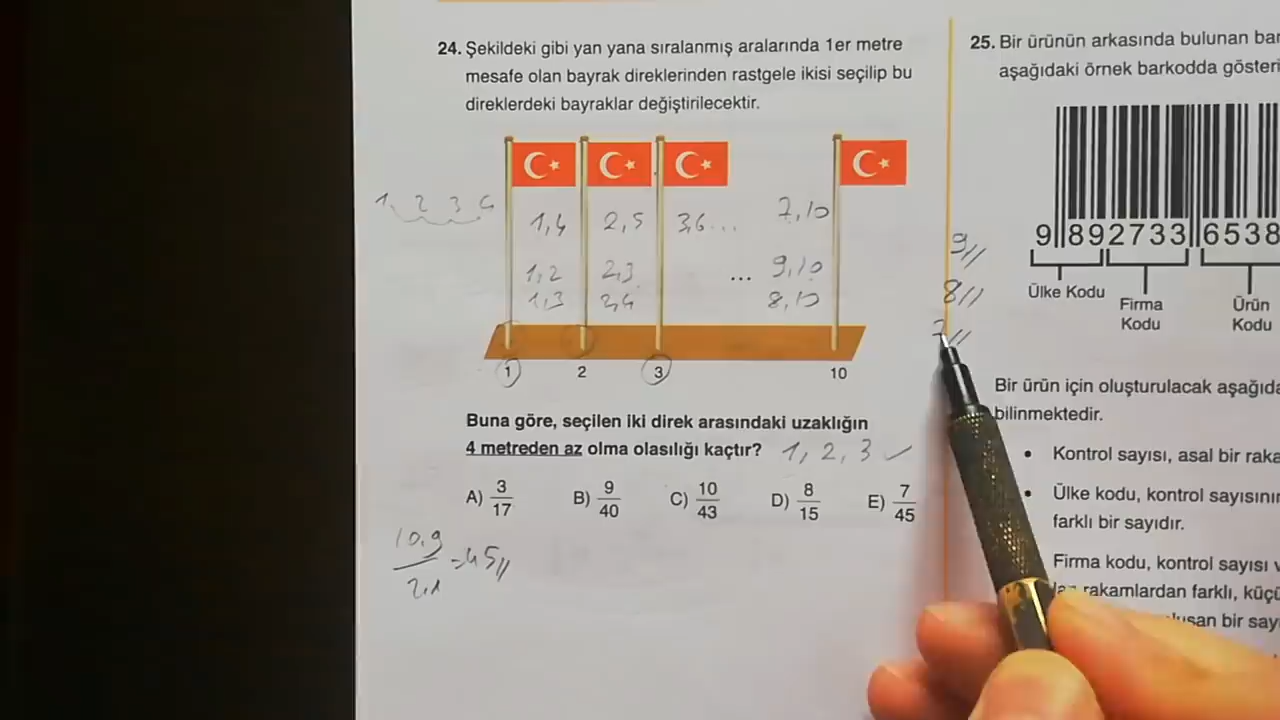 24. Şekildeki gibi yan yana sıralanmış aralarında 1er metre
mesafe olan bayrak direklerinden rastgele ikisi seçilip bu
direklerdeki bayraklar değiştirilecektir.
1 2 3 4
1,4 2,5 3,6... 7,10
1,2 2,3 ... 9,10
1,3 2,4 8,10
9//
8//
7//
1 2 3 10
Buna göre, seçilen iki direk arasındaki uzaklığın
4 metreden az olma olasılığı kaçtır? 1, 2, 3 ✓
A) 3/17 B) 9/40 C) 10/43 D) 8/15 E) 7/45
10.9/2.1 = 45//
25. Bir ürünün arkasında bulunan bar
aşağıdaki örnek barkodda gösteri
9 892733 6538
Ülke Kodu
Firma Kodu
Ürün Kodu
Bir ürün için oluşturulacak aşağıda
bilinmektedir.
• Kontrol sayısı, asal bir raka
• Ülke kodu, kontrol sayısının
farklı bir sayıdır.
Firma kodu, kontrol sayısı v
rakamlardan farklı, küçü
bir say